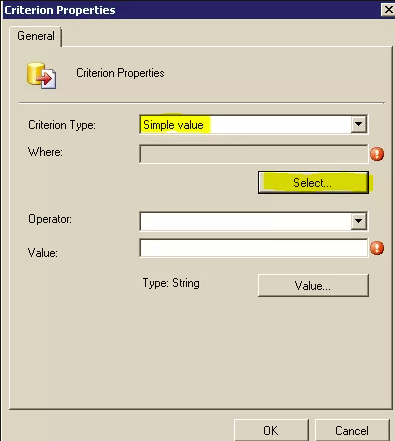 Criterion Properties
General
Criterion Properties
Criterion Type:
Simple value
Where:
Select...
Operator:
Value:
Type: String
Value...
OK
Cancel